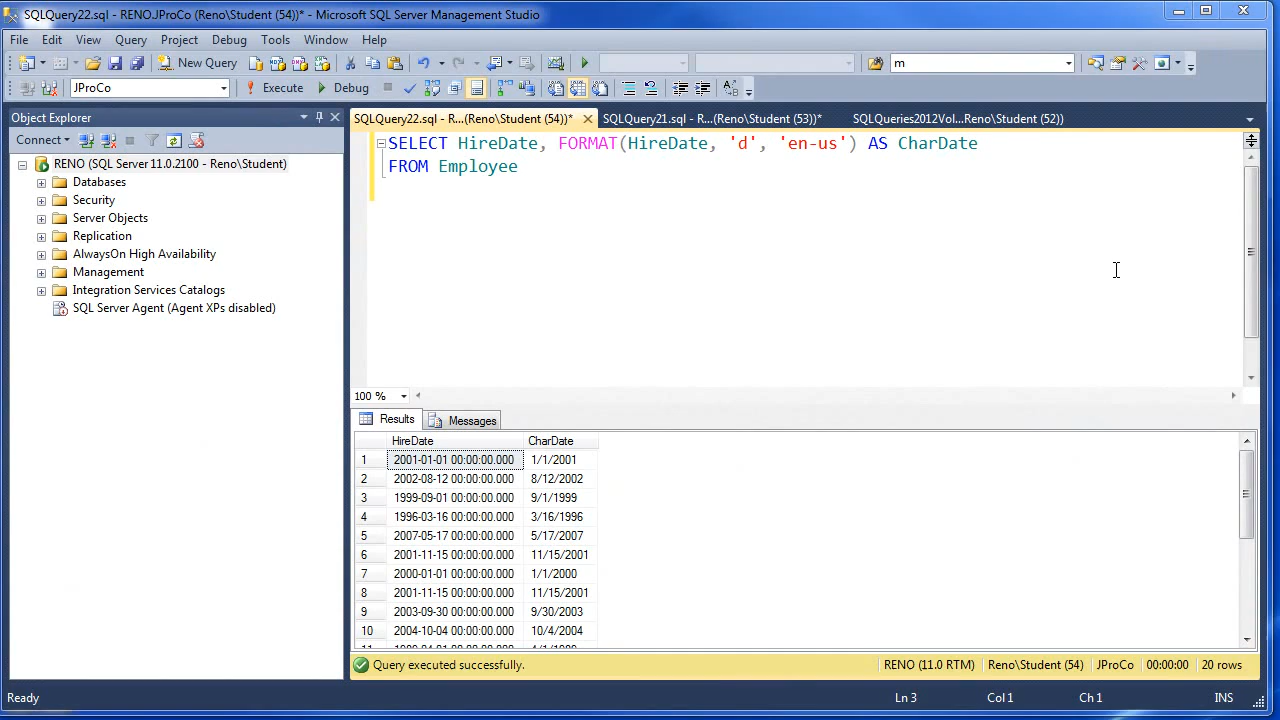 SQLQuery22.sql - RENOJProCo (Reno\Student (54))* - Microsoft SQL Server Management Studio
File Edit View Query Project Debug Tools Window Help
New Query m
JProCo Execute Debug
Object Explorer
SQLQuery22.sql - R...(Reno\Student (54))* SQLQuery21.sql - R...(Reno\Student (53))* SQLQueries2012Vol...Reno\Student (52))
Connect
RENO (SQL Server 11.0.2100 - Reno\Student)
Databases
Security
Server Objects
Replication
AlwaysOn High Availability
Management
Integration Services Catalogs
SQL Server Agent (Agent XPs disabled)
SELECT HireDate, FORMAT(HireDate, 'd', 'en-us') AS CharDate
FROM Employee
100 %
Results Messages
HireDate CharDate
1 2001-01-01 00:00:00.000 1/1/2001
2 2002-08-12 00:00:00.000 8/12/2002
3 1999-09-01 00:00:00.000 9/1/1999
4 1996-03-16 00:00:00.000 3/16/1996
5 2007-05-17 00:00:00.000 5/17/2007
6 2001-11-15 00:00:00.000 11/15/2001
7 2000-01-01 00:00:00.000 1/1/2000
8 2001-11-15 00:00:00.000 11/15/2001
9 2003-09-30 00:00:00.000 9/30/2003
10 2004-10-04 00:00:00.000 10/4/2004
Query executed successfully. RENO (11.0 RTM) Reno\Student (54) JProCo 00:00:00 20 rows
Ready Ln 3 Col 1 Ch 1 INS